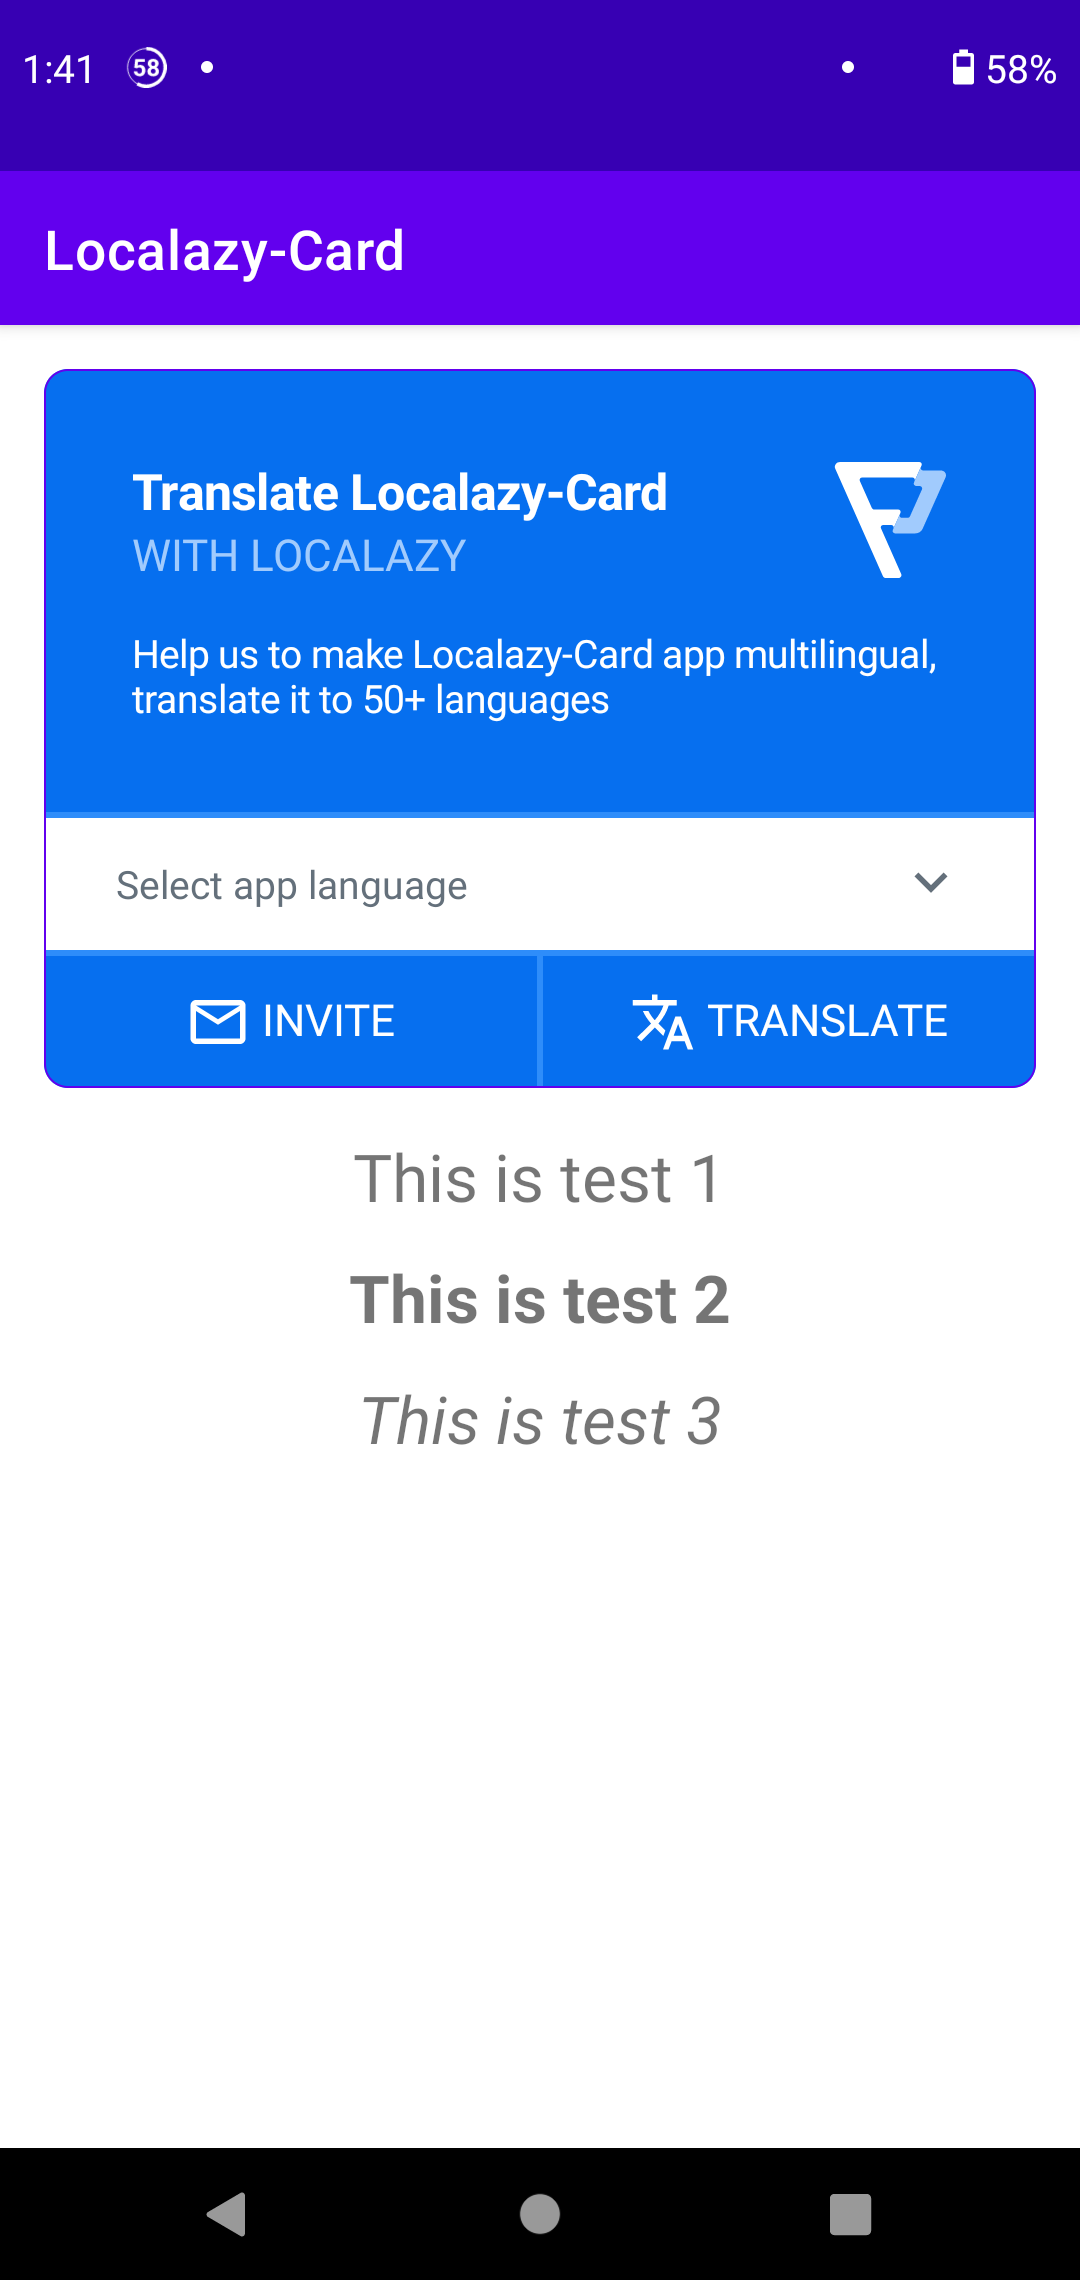 1:41 58 58%
Localazy-Card
Translate Localazy-Card
WITH LOCALAZY
Help us to make Localazy-Card app multilingual,
translate it to 50+ languages
Select app language
INVITE TRANSLATE
This is test 1
This is test 2
This is test 3